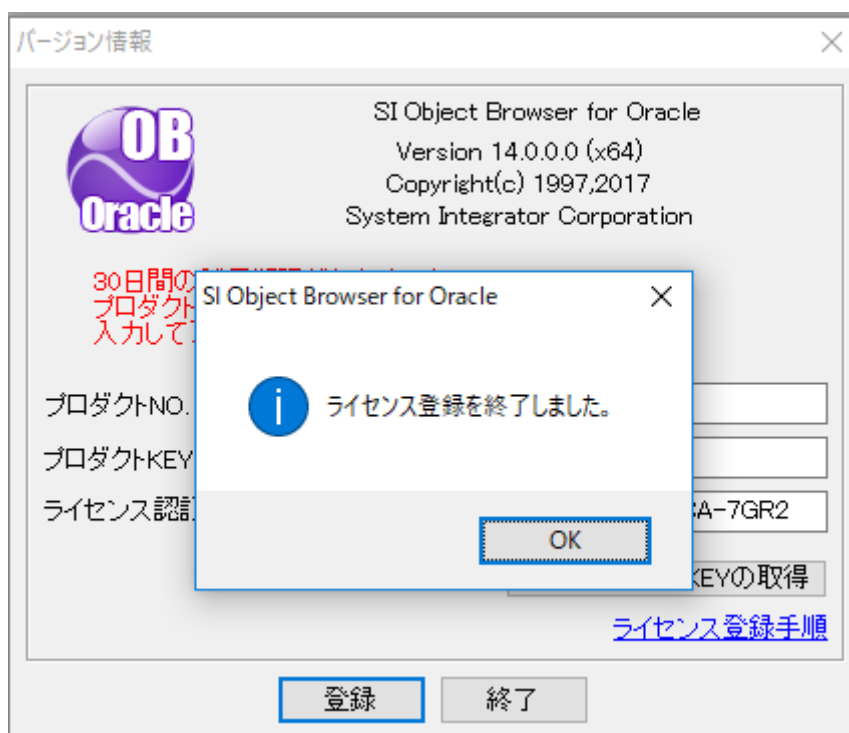 バージョン情報
OB
Oracle
SI Object Browser for Oracle
Version 14.0.0.0 (x64)
Copyright(c) 1997,2017
System Integrator Corporation
30日間の
プロダクト
入力して
SI Object Browser for Oracle
ライセンス登録を終了しました。
OK
プロダクトNO.
プロダクトKEY
ライセンス認証
A-7GR2
KEYの取得
ライセンス登録手順
登録
終了